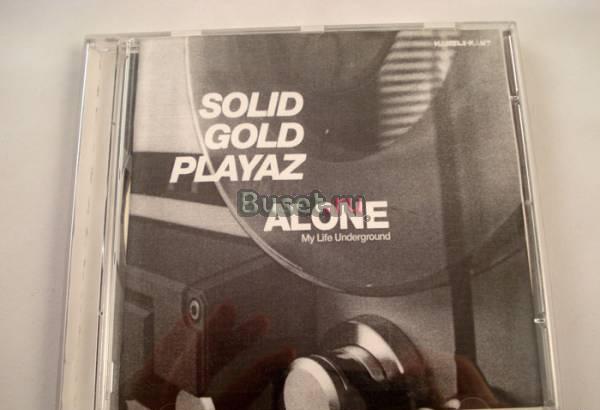 SOLID
GOLD
PLAYAZ
Buset.ru
ALONE
My Life Underground